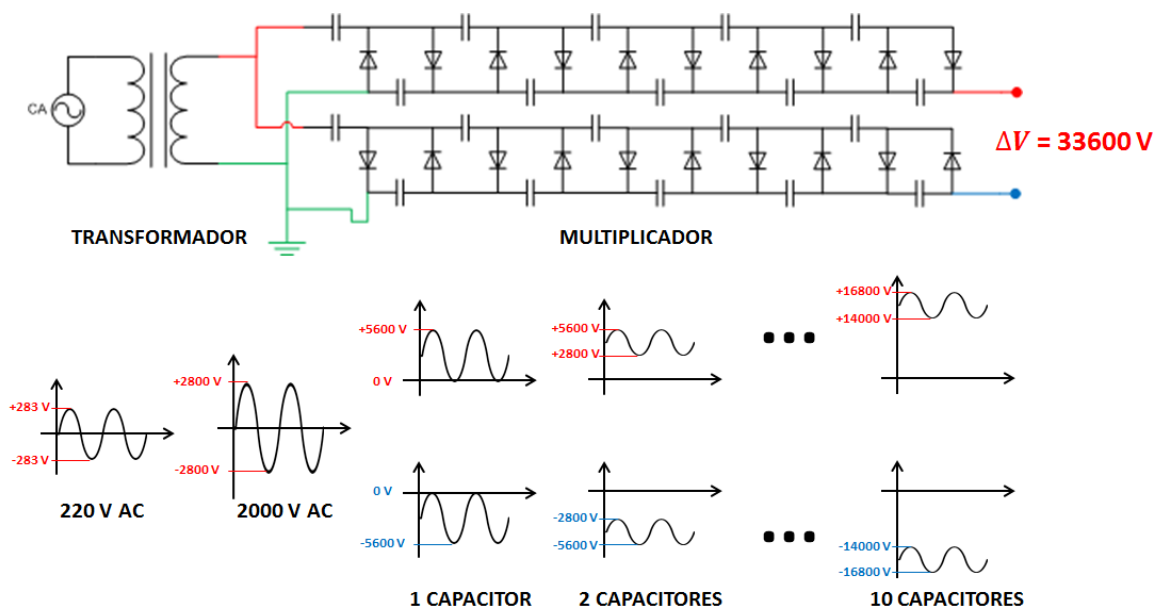 CA
ΔV = 33600 V
TRANSFORMADOR
MULTIPLICADOR
+283 V
-283 V
220 V AC
+2800 V
-2800 V
2000 V AC
+5600 V
0 V
+5600 V
+2800 V
+16800 V
+14000 V
0 V
-5600 V
-2800 V
-5600 V
-14000 V
-16800 V
1 CAPACITOR
2 CAPACITORES
10 CAPACITORES